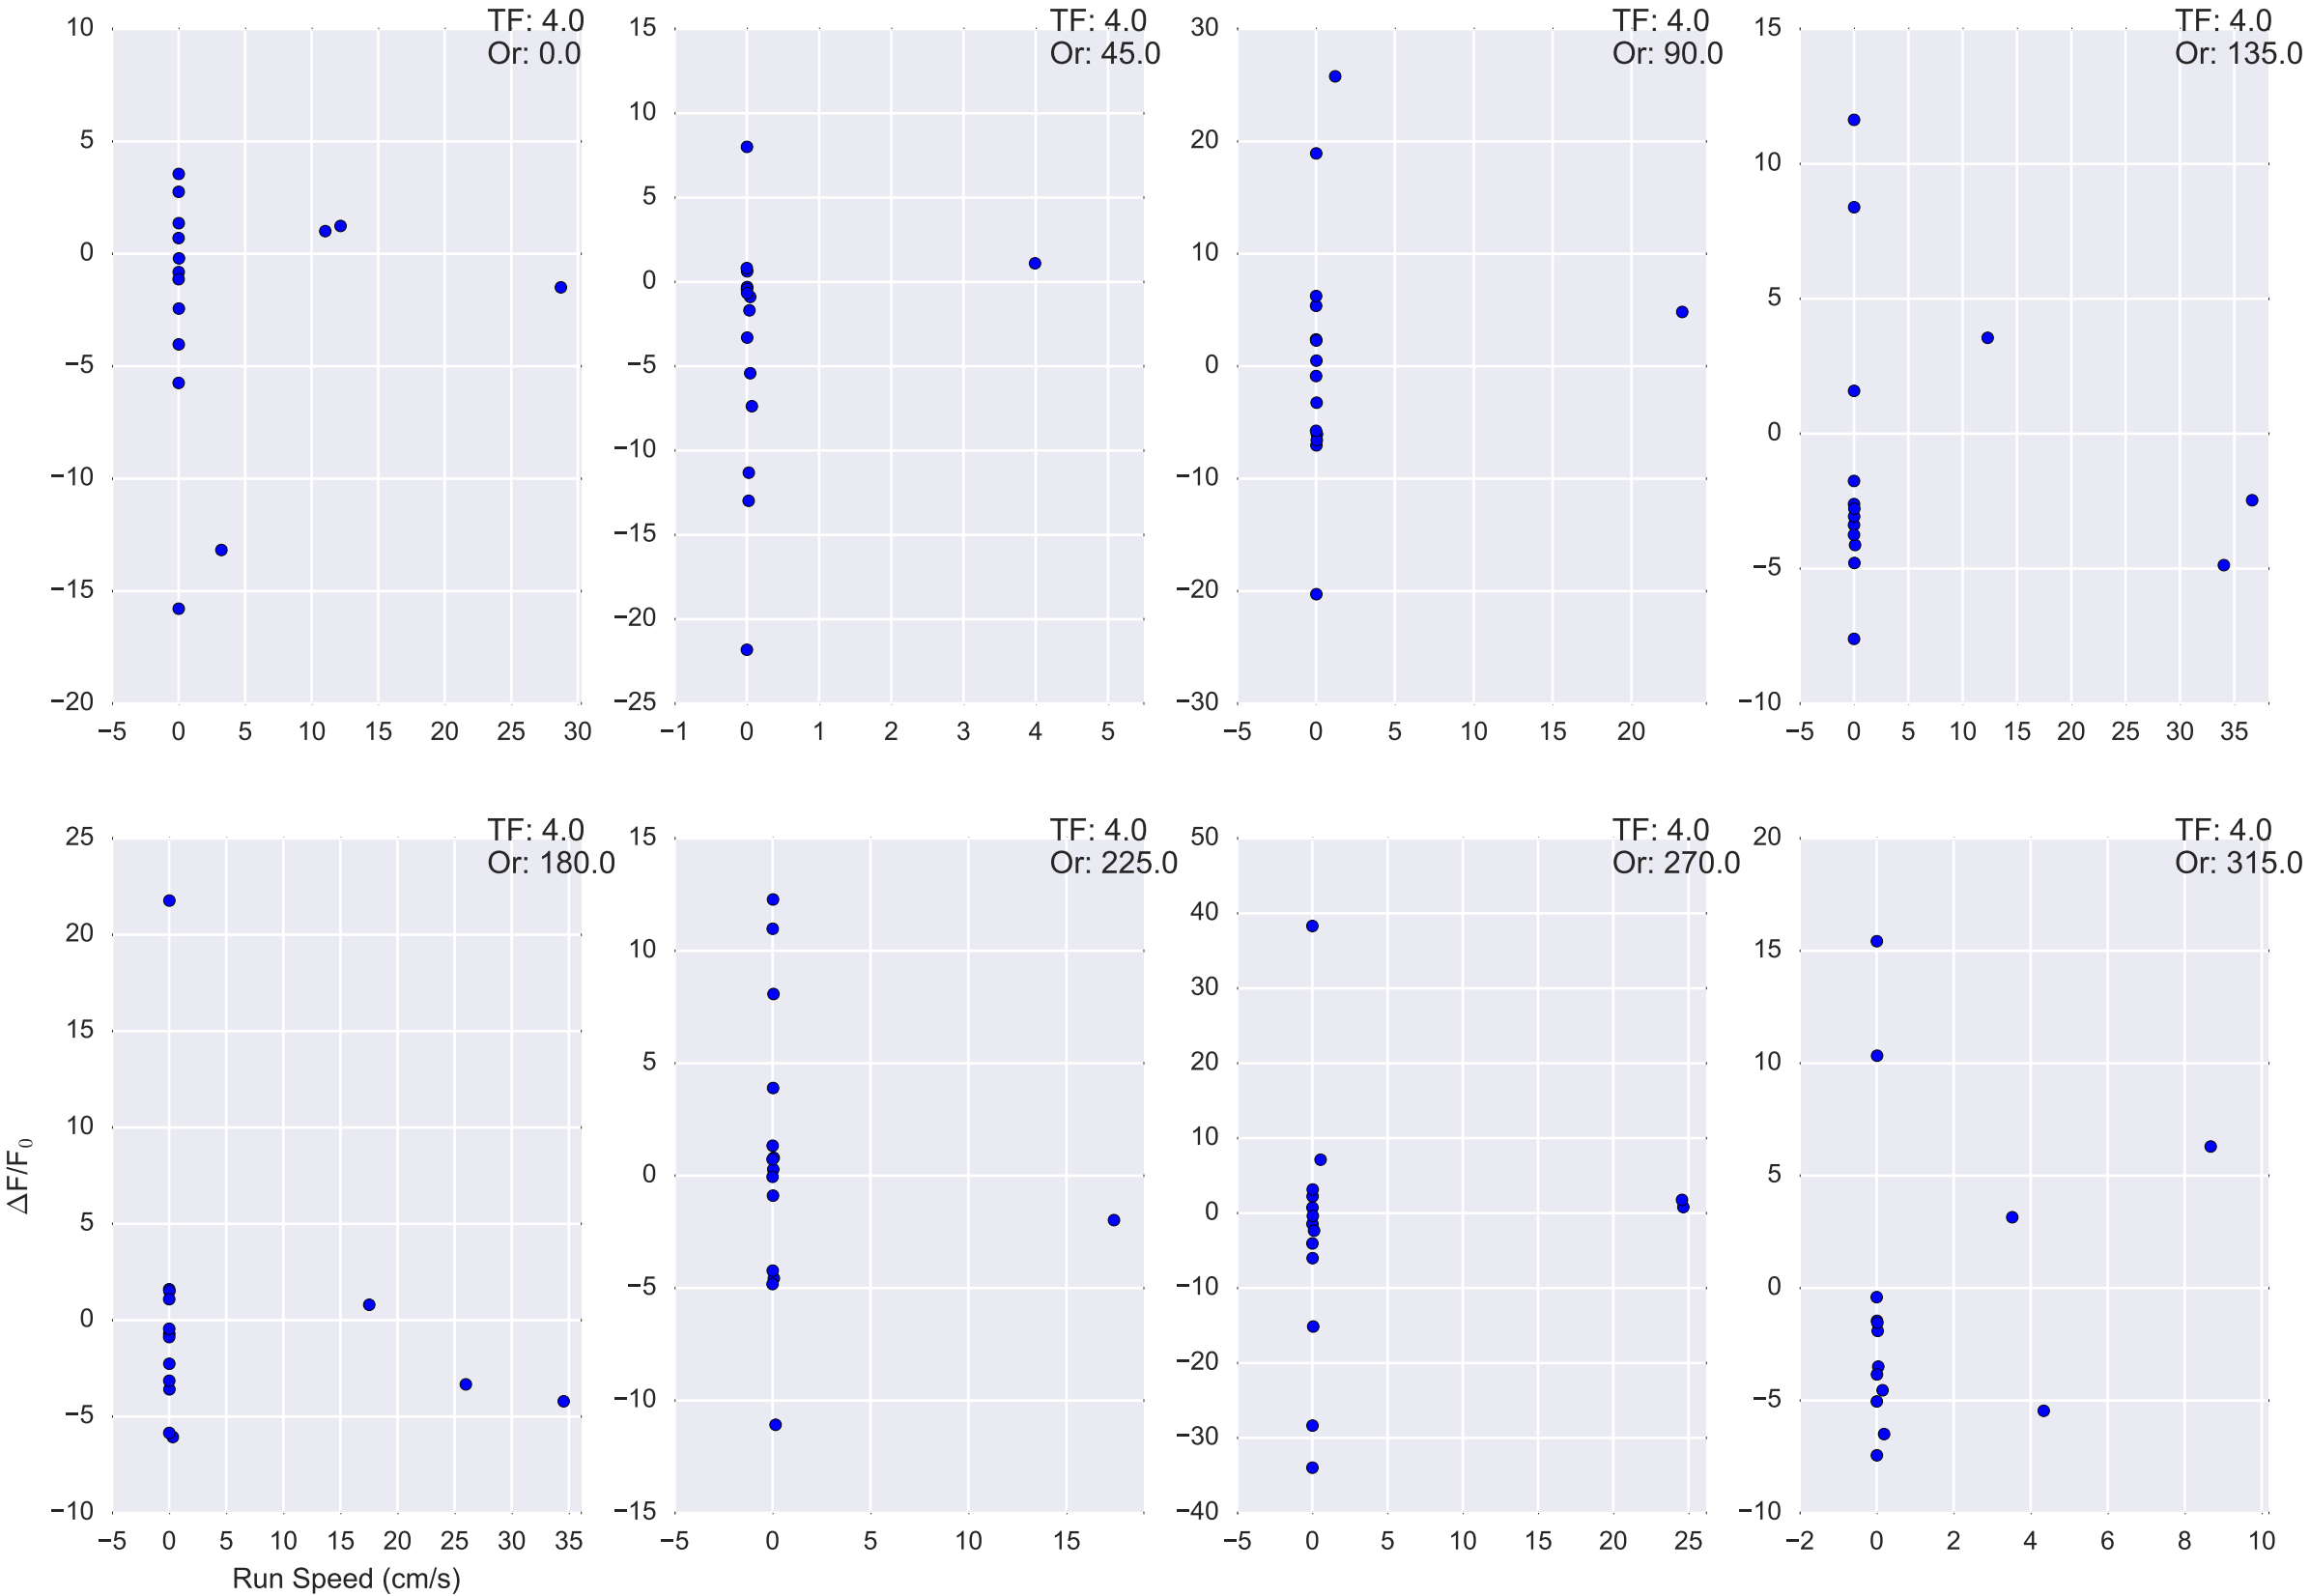 TF: 4.0
Or: 0.0
10
5
0
−5
−10
−15
−20
−5 0 5 10 15 20 25 30
TF: 4.0
Or: 45.0
15
10
5
0
−5
−10
−15
−20
−25
−1 0 1 2 3 4 5
TF: 4.0
Or: 90.0
30
20
10
0
−10
−20
−30
−5 0 5 10 15 20
TF: 4.0
Or: 135.0
15
10
5
0
−5
−10
−5 0 5 10 15 20 25 30 35
TF: 4.0
Or: 180.0
25
20
15
10
5
0
−5
−10
−5 0 5 10 15 20 25 30 35
Run Speed (cm/s)
ΔF/F₀
TF: 4.0
Or: 225.0
15
10
5
0
−5
−10
−15
−5 0 5 10 15
TF: 4.0
Or: 270.0
50
40
30
20
10
0
−10
−20
−30
−40
−5 0 5 10 15 20 25
TF: 4.0
Or: 315.0
20
15
10
5
0
−5
−10
−2 0 2 4 6 8 10